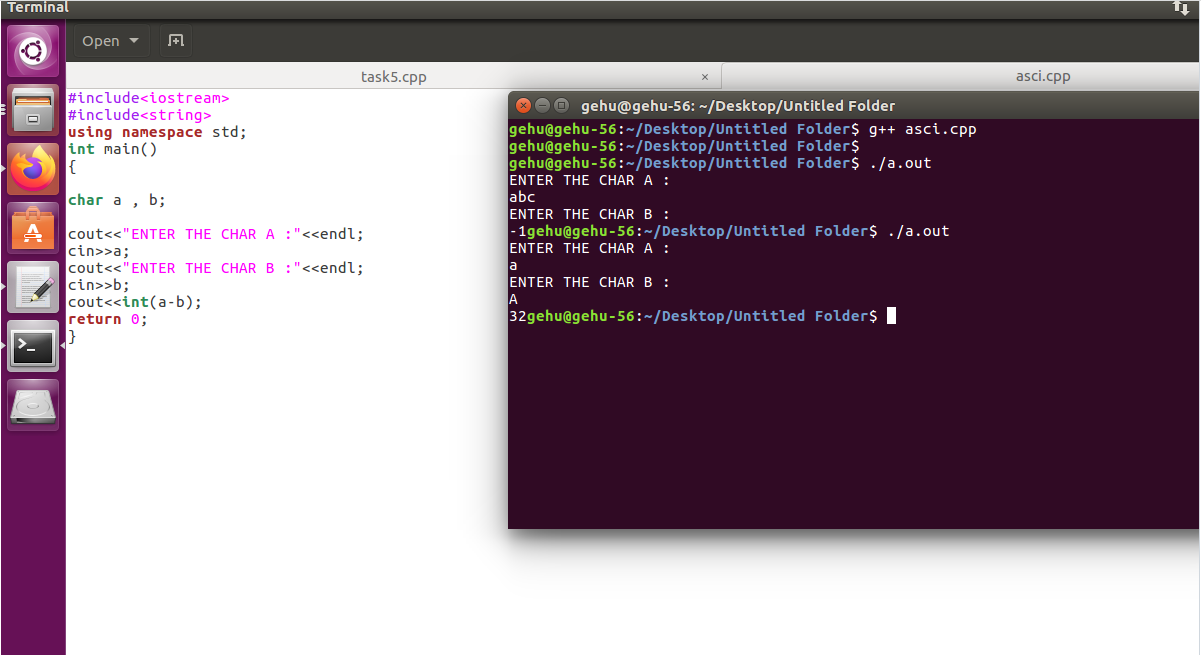 Terminal
Open
task5.cpp ×
asci.cpp
#include<iostream>
#include<string>
using namespace std;
int main()
{
char a , b;
cout<<"ENTER THE CHAR A :"<<endl;
cin>>a;
cout<<"ENTER THE CHAR B :"<<endl;
cin>>b;
cout<<int(a-b);
return 0;
}
gehu@gehu-56: ~/Desktop/Untitled Folder
gehu@gehu-56:~/Desktop/Untitled Folder$ g++ asci.cpp
gehu@gehu-56:~/Desktop/Untitled Folder$
gehu@gehu-56:~/Desktop/Untitled Folder$ ./a.out
ENTER THE CHAR A :
abc
ENTER THE CHAR B :
-1gehu@gehu-56:~/Desktop/Untitled Folder$ ./a.out
ENTER THE CHAR A :
a
ENTER THE CHAR B :
A
32gehu@gehu-56:~/Desktop/Untitled Folder$